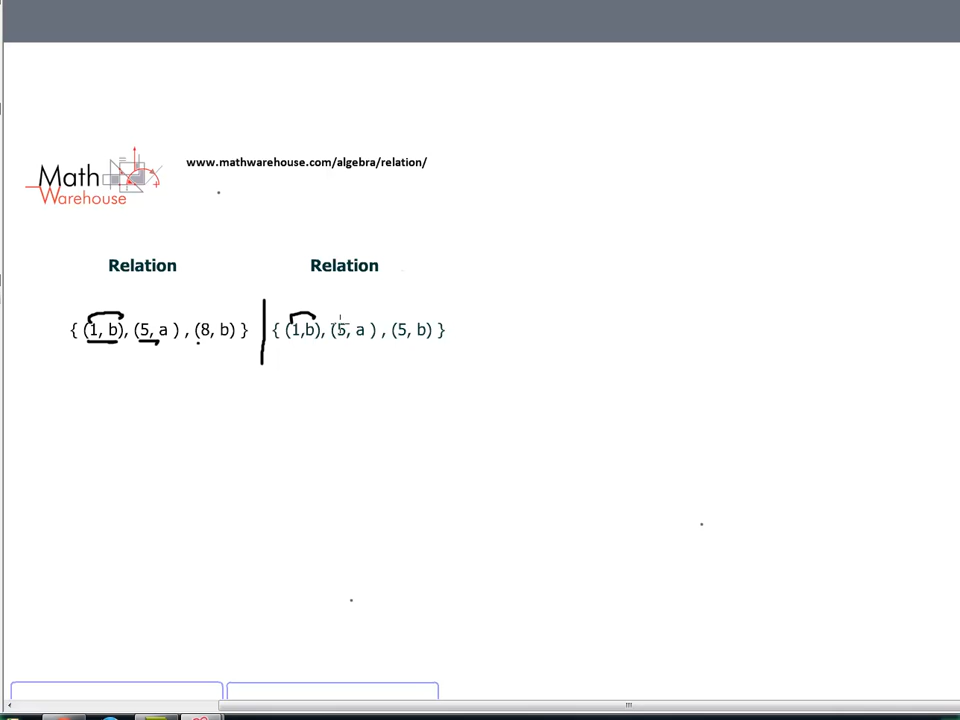 www.mathwarehouse.com/algebra/relation/
Math
Warehouse
Relation Relation
{ (1, b), (5, a ) , (8, b) } { (1,b), (5, a ) , (5, b) }